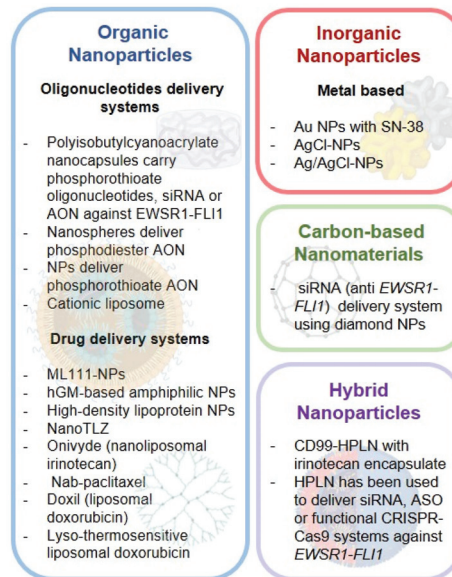 Organic
Nanoparticles
Oligonucleotides delivery
systems
- Polyisobutylcyanoacrylate
nanocapsules carry
phosphorothioate
oligonucleotides, siRNA or
AON against EWSR1-FLI1
- Nanospheres deliver
phosphodiester AON
- NPs deliver
phosphorothioate AON
- Cationic liposome
Drug delivery systems
- ML111-NPs
- hGM-based amphiphilic NPs
- High-density lipoprotein NPs
- NanoTLZ
- Onivyde (nanoliposomal
irinotecan)
- Nab-paclitaxel
- Doxil (liposomal
doxorubicin)
- Lyso-thermosensitive
liposomal doxorubicin
Inorganic
Nanoparticles
Metal based
- Au NPs with SN-38
- AgCl-NPs
- Ag/AgCl-NPs
Carbon-based
Nanomaterials
- siRNA (anti EWSR1-
FLI1) delivery system
using diamond NPs
Hybrid
Nanoparticles
- CD99-HPLN with
irinotecan encapsulate
- HPLN has been used
to deliver siRNA, ASO
or functional CRISPR-
Cas9 systems against
EWSR1-FLI1